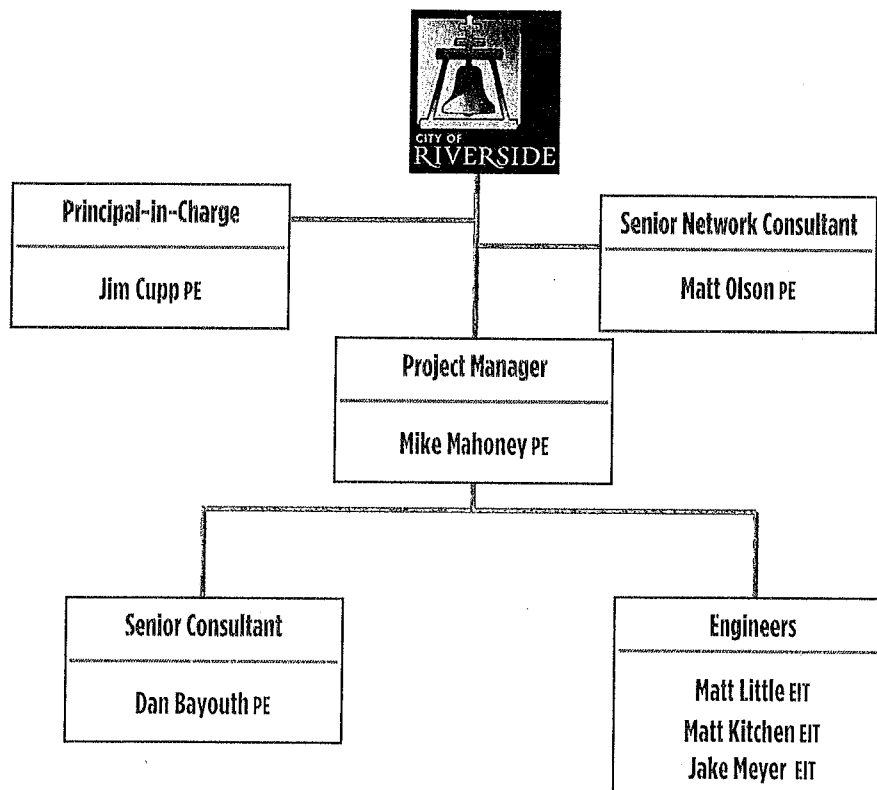 CITY OF
RIVERSIDE
Principal-in-Charge
Jim Cupp PE
Senior Network Consultant
Matt Olson PE
Project Manager
Mike Mahoney PE
Senior Consultant
Dan Bayouth PE
Engineers
Matt Little EIT
Matt Kitchen EIT
Jake Meyer EIT